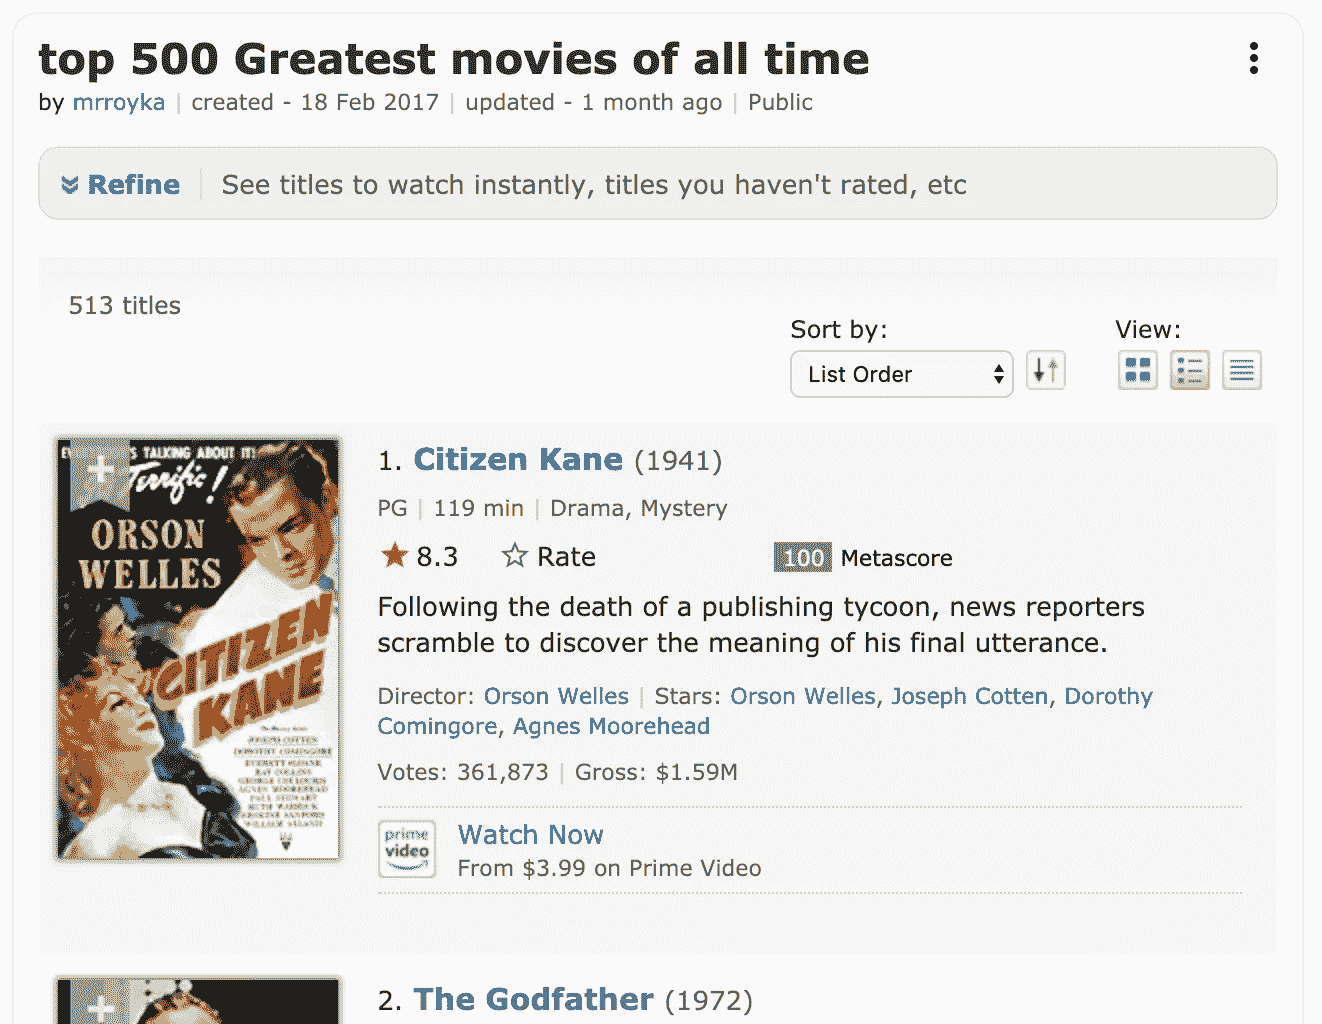 top 500 Greatest movies of all time
by mrroyka | created - 18 Feb 2017 | updated - 1 month ago | Public
Refine | See titles to watch instantly, titles you haven't rated, etc
513 titles
Sort by:
View:
List Order
TALKING ABOUT IT!
Terrific!
ORSON
WELLES
CITIZEN
KANE
1. Citizen Kane (1941)
PG | 119 min | Drama, Mystery
8.3 Rate 100 Metascore
Following the death of a publishing tycoon, news reporters
scramble to discover the meaning of his final utterance.
Director: Orson Welles | Stars: Orson Welles, Joseph Cotten, Dorothy
Comingore, Agnes Moorehead
Votes: 361,873 | Gross: $1.59M
prime
video
Watch Now
From $3.99 on Prime Video
2. The Godfather (1972)